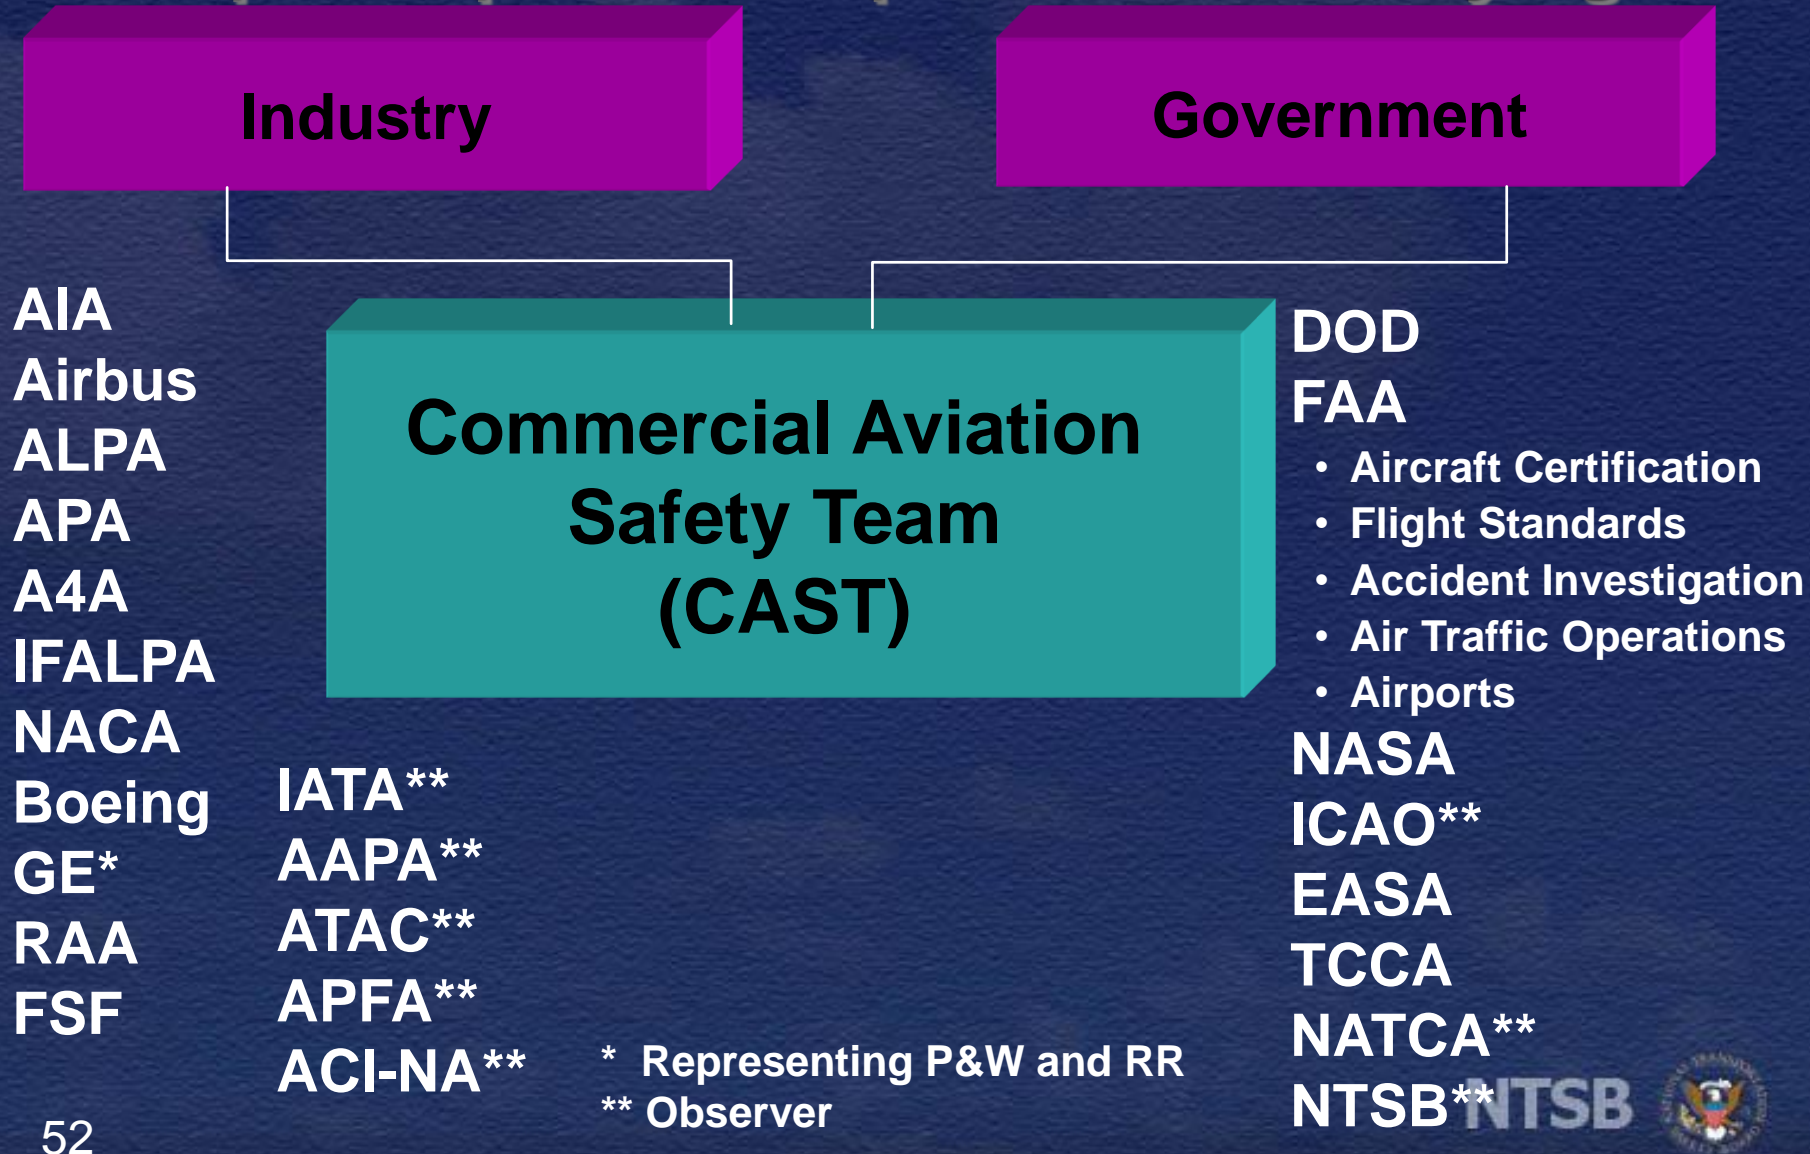 Industry
Government
AIA
Airbus
ALPA
APA
A4A
IFALPA
NACA
Boeing
GE*
RAA
FSF
Commercial Aviation
Safety Team
(CAST)
IATA**
AAPA**
ATAC**
APFA**
ACI-NA**
* Representing P&W and RR
** Observer
DOD
FAA
• Aircraft Certification
• Flight Standards
• Accident Investigation
• Air Traffic Operations
• Airports
NASA
ICAO**
EASA
TCCA
NATCA**
NTSB**
NTSB
52